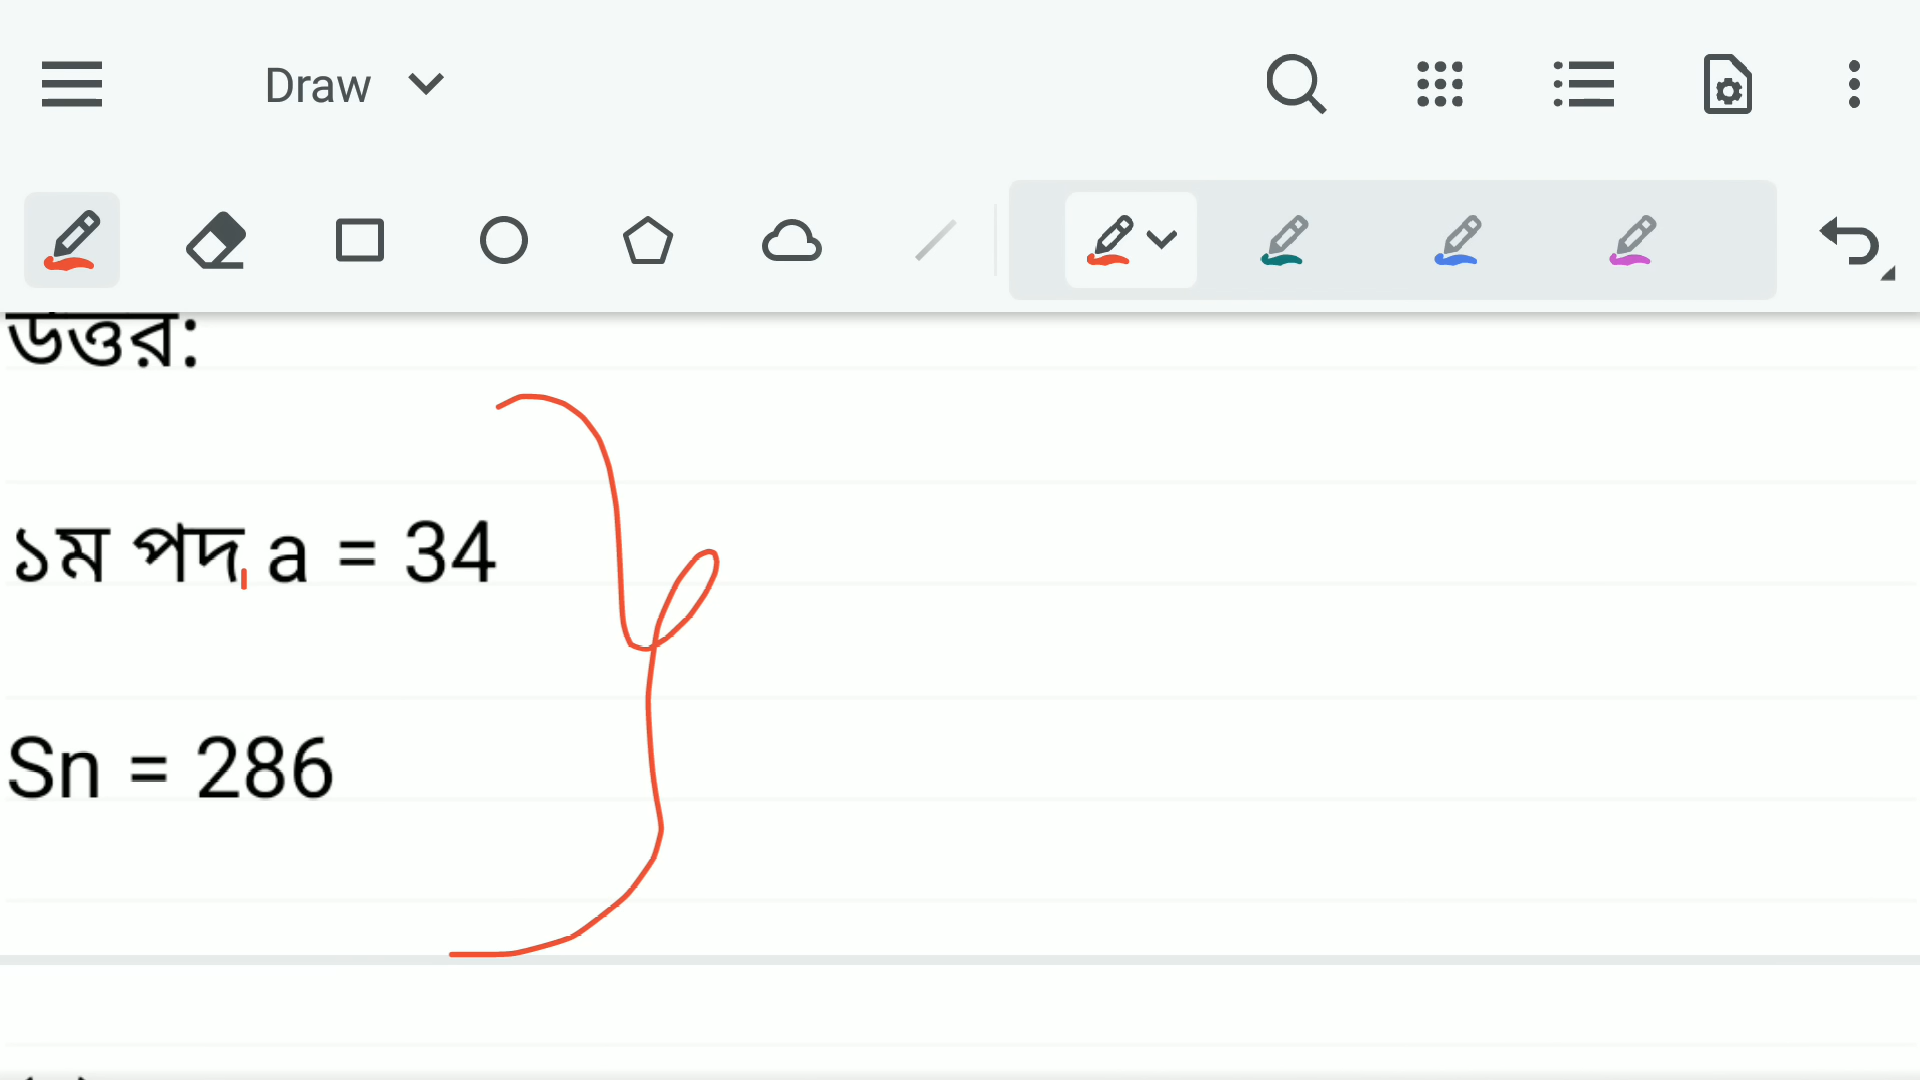 Draw
উত্তর:
১ম পদ, a = 34
Sn = 286